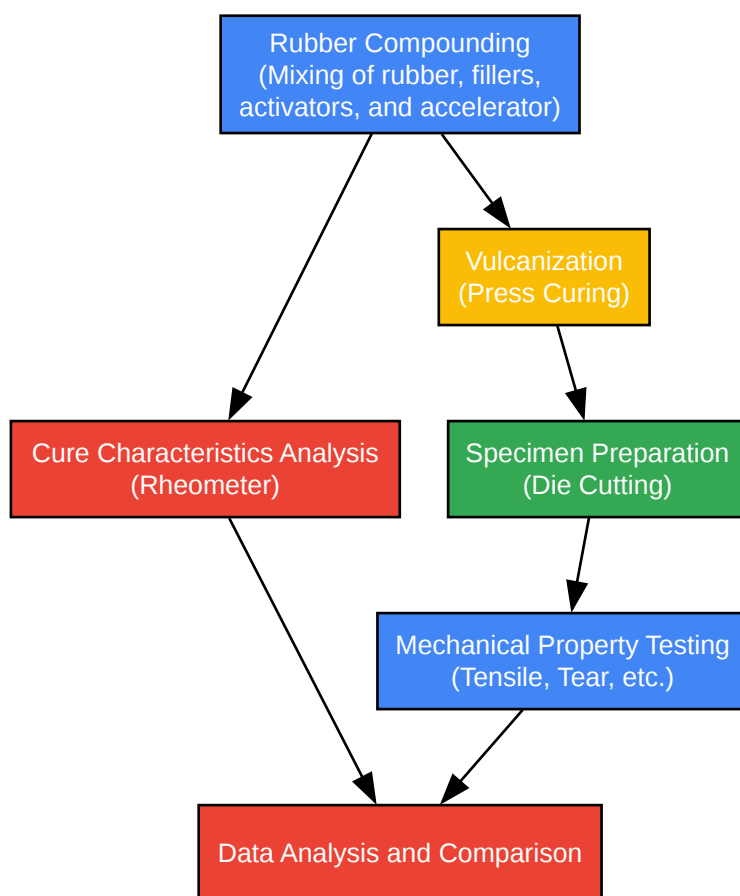 Rubber Compounding
(Mixing of rubber, fillers,
activators, and accelerator)
Vulcanization
(Press Curing)
Cure Characteristics Analysis
(Rheometer)
Specimen Preparation
(Die Cutting)
Mechanical Property Testing
(Tensile, Tear, etc.)
Data Analysis and Comparison